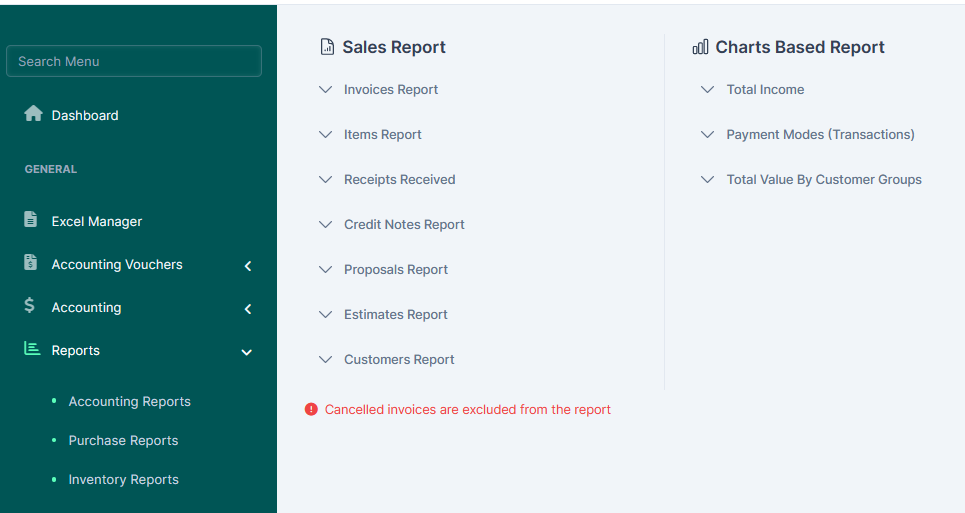 Search Menu
Dashboard
GENERAL
Excel Manager
Accounting Vouchers
Accounting
Reports
Accounting Reports
Purchase Reports
Inventory Reports
Sales Report
Invoices Report
Items Report
Receipts Received
Credit Notes Report
Proposals Report
Estimates Report
Customers Report
Cancelled invoices are excluded from the report
Charts Based Report
Total Income
Payment Modes (Transactions)
Total Value By Customer Groups